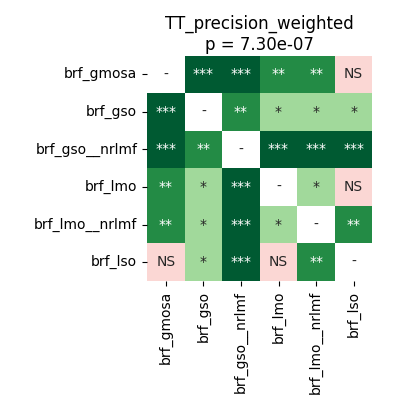 TT_precision_weighted
p = 7.30e-07
brf_gmosa - *** *** ** ** NS
brf_gso *** - ** * * *
brf_gso__nrlmf *** ** - *** *** ***
brf_lmo ** * *** - * NS
brf_lmo__nrlmf ** * *** * - **
brf_lso NS * *** NS ** -
brf_gmosa brf_gso brf_gso__nrlmf brf_lmo brf_lmo__nrlmf brf_lso